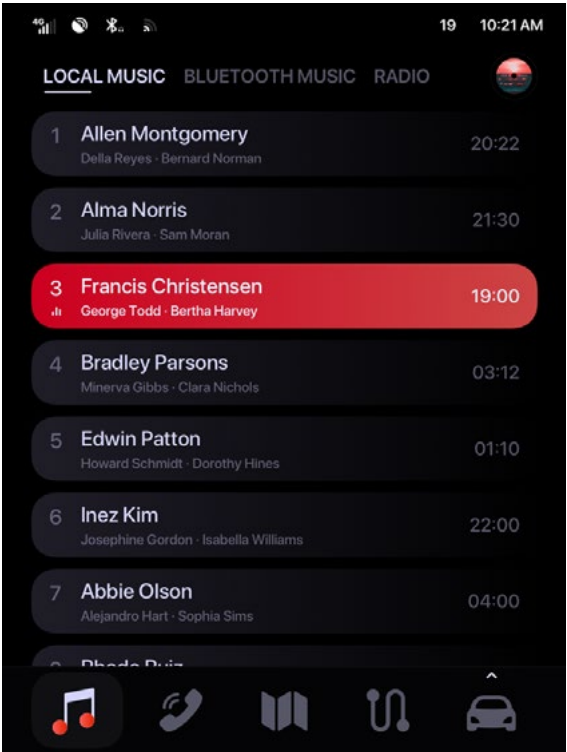 4G 19 10:21 AM
LOCAL MUSIC BLUETOOTH MUSIC RADIO
1 Allen Montgomery 20:22
Della Reyes · Bernard Norman
2 Alma Norris 21:30
Julia Rivera · Sam Moran
3 Francis Christensen 19:00
George Todd · Bertha Harvey
4 Bradley Parsons 03:12
Minerva Gibbs · Clara Nichols
5 Edwin Patton 01:10
Howard Schmidt · Dorothy Hines
6 Inez Kim 22:00
Josephine Gordon · Isabella Williams
7 Abbie Olson 04:00
Alejandro Hart · Sophia Sims